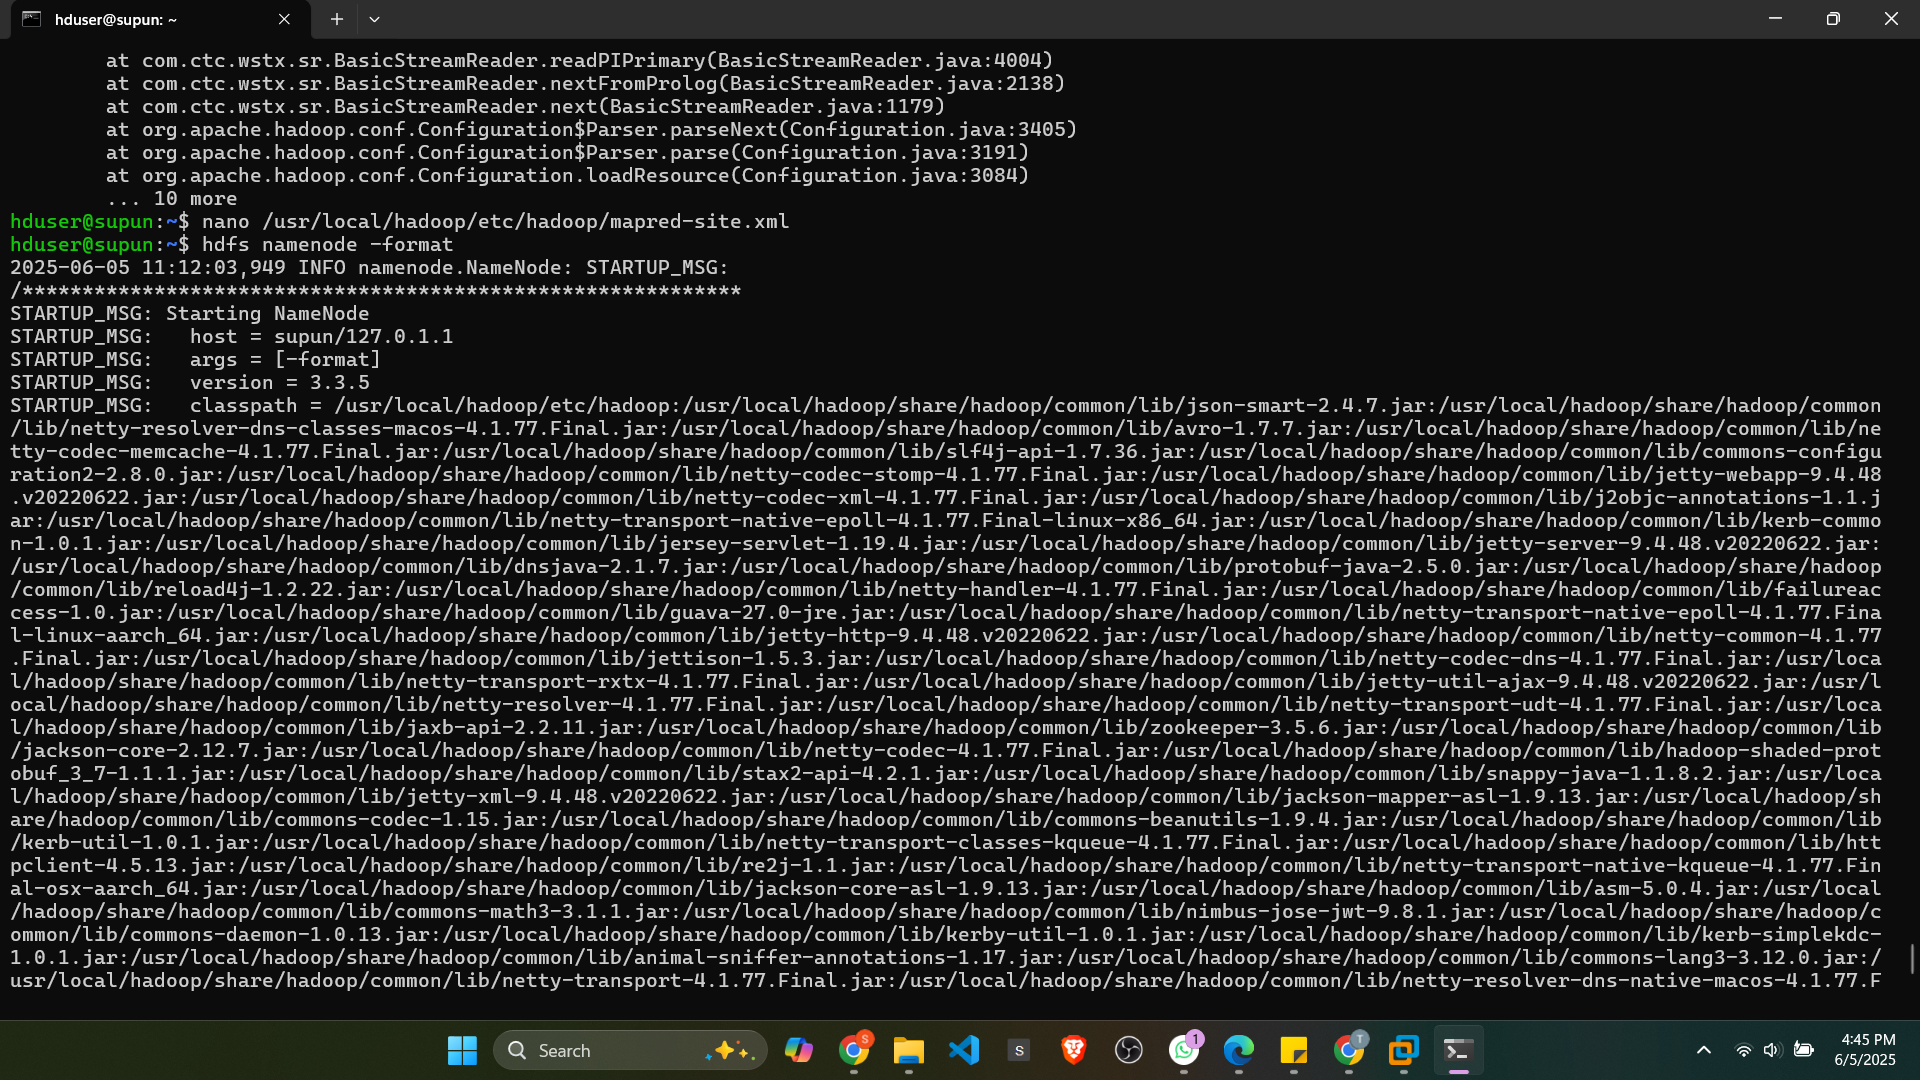 hduser@supun: ~
at com.ctc.wstx.sr.BasicStreamReader.readPIPrimary(BasicStreamReader.java:4004)
at com.ctc.wstx.sr.BasicStreamReader.nextFromProlog(BasicStreamReader.java:2138)
at com.ctc.wstx.sr.BasicStreamReader.next(BasicStreamReader.java:1179)
at org.apache.hadoop.conf.Configuration$Parser.parseNext(Configuration.java:3405)
at org.apache.hadoop.conf.Configuration$Parser.parse(Configuration.java:3191)
at org.apache.hadoop.conf.Configuration.loadResource(Configuration.java:3084)
... 10 more
hduser@supun:~$ nano /usr/local/hadoop/etc/hadoop/mapred-site.xml
hduser@supun:~$ hdfs namenode -format
2025-06-05 11:12:03,949 INFO namenode.NameNode: STARTUP_MSG:
/************************************************************
STARTUP_MSG: Starting NameNode
STARTUP_MSG:   host = supun/127.0.1.1
STARTUP_MSG:   args = [-format]
STARTUP_MSG:   version = 3.3.5
STARTUP_MSG:   classpath = /usr/local/hadoop/etc/hadoop:/usr/local/hadoop/share/hadoop/common/lib/json-smart-2.4.7.jar:/usr/local/hadoop/share/hadoop/common
/lib/netty-resolver-dns-classes-macos-4.1.77.Final.jar:/usr/local/hadoop/share/hadoop/common/lib/avro-1.7.7.jar:/usr/local/hadoop/share/hadoop/common/lib/ne
tty-codec-memcache-4.1.77.Final.jar:/usr/local/hadoop/share/hadoop/common/lib/slf4j-api-1.7.36.jar:/usr/local/hadoop/share/hadoop/common/lib/commons-configu
ration2-2.8.0.jar:/usr/local/hadoop/share/hadoop/common/lib/netty-codec-stomp-4.1.77.Final.jar:/usr/local/hadoop/share/hadoop/common/lib/jetty-webapp-9.4.48
.v20220622.jar:/usr/local/hadoop/share/hadoop/common/lib/netty-codec-xml-4.1.77.Final.jar:/usr/local/hadoop/share/hadoop/common/lib/j2objc-annotations-1.1.j
ar:/usr/local/hadoop/share/hadoop/common/lib/netty-transport-native-epoll-4.1.77.Final-linux-x86_64.jar:/usr/local/hadoop/share/hadoop/common/lib/kerb-commo
n-1.0.1.jar:/usr/local/hadoop/share/hadoop/common/lib/jersey-servlet-1.19.4.jar:/usr/local/hadoop/share/hadoop/common/lib/jetty-server-9.4.48.v20220622.jar:
/usr/local/hadoop/share/hadoop/common/lib/dnsjava-2.1.7.jar:/usr/local/hadoop/share/hadoop/common/lib/protobuf-java-2.5.0.jar:/usr/local/hadoop/share/hadoop
/common/lib/reload4j-1.2.22.jar:/usr/local/hadoop/share/hadoop/common/lib/netty-handler-4.1.77.Final.jar:/usr/local/hadoop/share/hadoop/common/lib/failureac
cess-1.0.jar:/usr/local/hadoop/share/hadoop/common/lib/guava-27.0-jre.jar:/usr/local/hadoop/share/hadoop/common/lib/netty-transport-native-epoll-4.1.77.Fina
l-linux-aarch_64.jar:/usr/local/hadoop/share/hadoop/common/lib/jetty-http-9.4.48.v20220622.jar:/usr/local/hadoop/share/hadoop/common/lib/netty-common-4.1.77
.Final.jar:/usr/local/hadoop/share/hadoop/common/lib/jettison-1.5.3.jar:/usr/local/hadoop/share/hadoop/common/lib/netty-codec-dns-4.1.77.Final.jar:/usr/loca
l/hadoop/share/hadoop/common/lib/netty-transport-rxtx-4.1.77.Final.jar:/usr/local/hadoop/share/hadoop/common/lib/jetty-util-ajax-9.4.48.v20220622.jar:/usr/l
ocal/hadoop/share/hadoop/common/lib/netty-resolver-4.1.77.Final.jar:/usr/local/hadoop/share/hadoop/common/lib/netty-transport-udt-4.1.77.Final.jar:/usr/loca
l/hadoop/share/hadoop/common/lib/jaxb-api-2.2.11.jar:/usr/local/hadoop/share/hadoop/common/lib/zookeeper-3.5.6.jar:/usr/local/hadoop/share/hadoop/common/lib
/jackson-core-2.12.7.jar:/usr/local/hadoop/share/hadoop/common/lib/netty-codec-4.1.77.Final.jar:/usr/local/hadoop/share/hadoop/common/lib/hadoop-shaded-prot
obuf_3_7-1.1.1.jar:/usr/local/hadoop/share/hadoop/common/lib/stax2-api-4.2.1.jar:/usr/local/hadoop/share/hadoop/common/lib/snappy-java-1.1.8.2.jar:/usr/loca
l/hadoop/share/hadoop/common/lib/jetty-xml-9.4.48.v20220622.jar:/usr/local/hadoop/share/hadoop/common/lib/jackson-mapper-asl-1.9.13.jar:/usr/local/hadoop/sh
are/hadoop/common/lib/commons-codec-1.15.jar:/usr/local/hadoop/share/hadoop/common/lib/commons-beanutils-1.9.4.jar:/usr/local/hadoop/share/hadoop/common/lib
/kerb-util-1.0.1.jar:/usr/local/hadoop/share/hadoop/common/lib/netty-transport-classes-kqueue-4.1.77.Final.jar:/usr/local/hadoop/share/hadoop/common/lib/htt
pclient-4.5.13.jar:/usr/local/hadoop/share/hadoop/common/lib/re2j-1.1.jar:/usr/local/hadoop/share/hadoop/common/lib/netty-transport-native-kqueue-4.1.77.Fin
al-osx-aarch_64.jar:/usr/local/hadoop/share/hadoop/common/lib/jackson-core-asl-1.9.13.jar:/usr/local/hadoop/share/hadoop/common/lib/asm-5.0.4.jar:/usr/local
/hadoop/share/hadoop/common/lib/commons-math3-3.1.1.jar:/usr/local/hadoop/share/hadoop/common/lib/nimbus-jose-jwt-9.8.1.jar:/usr/local/hadoop/share/hadoop/c
ommon/lib/commons-daemon-1.0.13.jar:/usr/local/hadoop/share/hadoop/common/lib/kerby-util-1.0.1.jar:/usr/local/hadoop/share/hadoop/common/lib/kerb-simplekdc-
1.0.1.jar:/usr/local/hadoop/share/hadoop/common/lib/animal-sniffer-annotations-1.17.jar:/usr/local/hadoop/share/hadoop/common/lib/commons-lang3-3.12.0.jar:/
usr/local/hadoop/share/hadoop/common/lib/netty-transport-4.1.77.Final.jar:/usr/local/hadoop/share/hadoop/common/lib/netty-resolver-dns-native-macos-4.1.77.F
Search
S
S
1
T
4:45 PM
6/5/2025